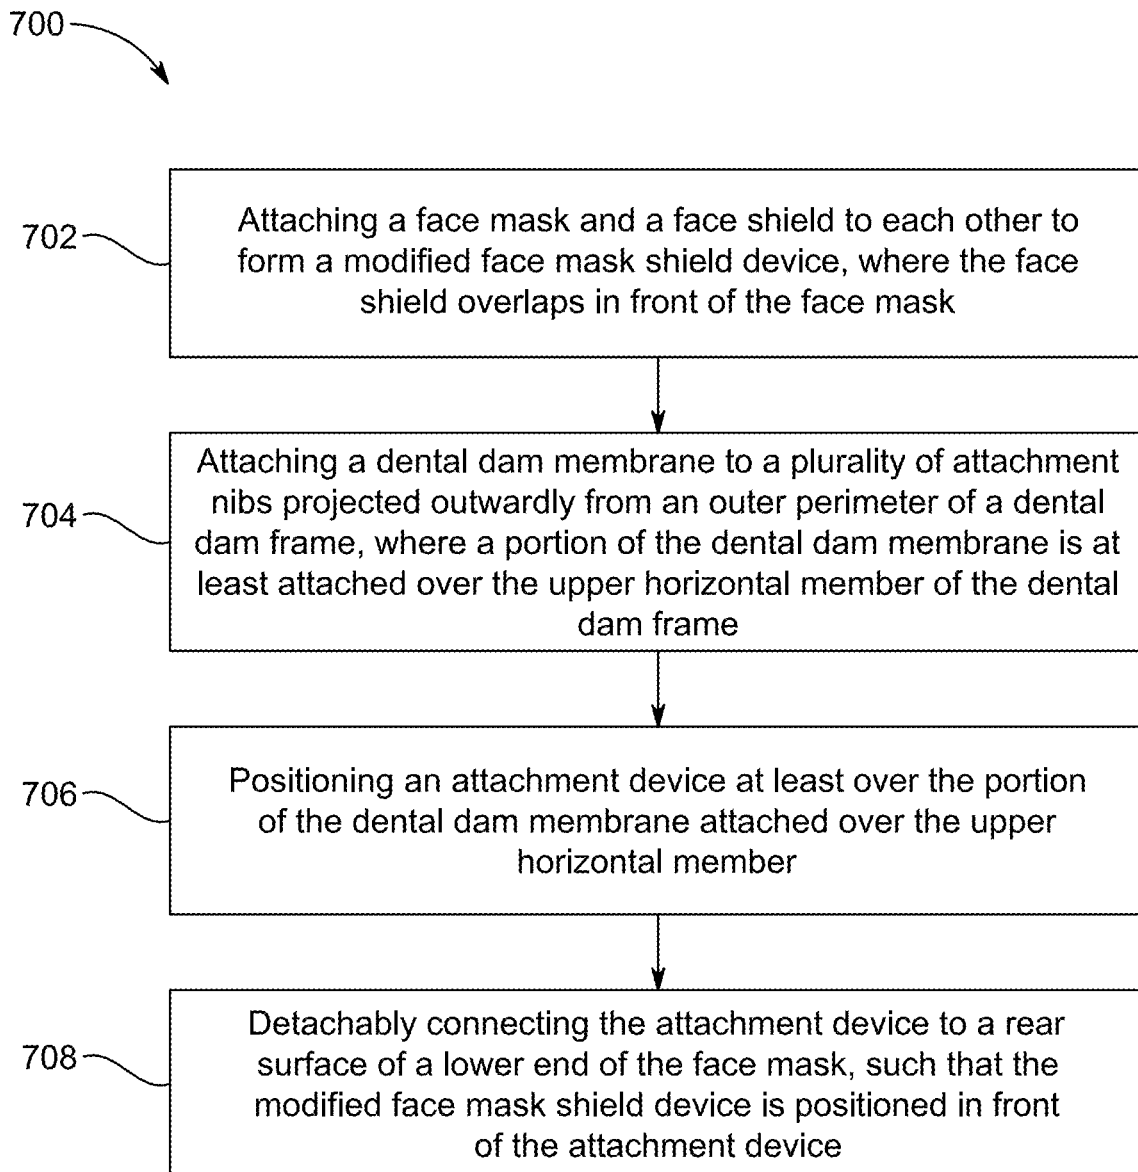 700
702
Attaching a face mask and a face shield to each other to
form a modified face mask shield device, where the face
shield overlaps in front of the face mask
704
Attaching a dental dam membrane to a plurality of attachment
nibs projected outwardly from an outer perimeter of a dental
dam frame, where a portion of the dental dam membrane is at
least attached over the upper horizontal member of the dental
dam frame
706
Positioning an attachment device at least over the portion
of the dental dam membrane attached over the upper
horizontal member
708
Detachably connecting the attachment device to a rear
surface of a lower end of the face mask, such that the
modified face mask shield device is positioned in front
of the attachment device